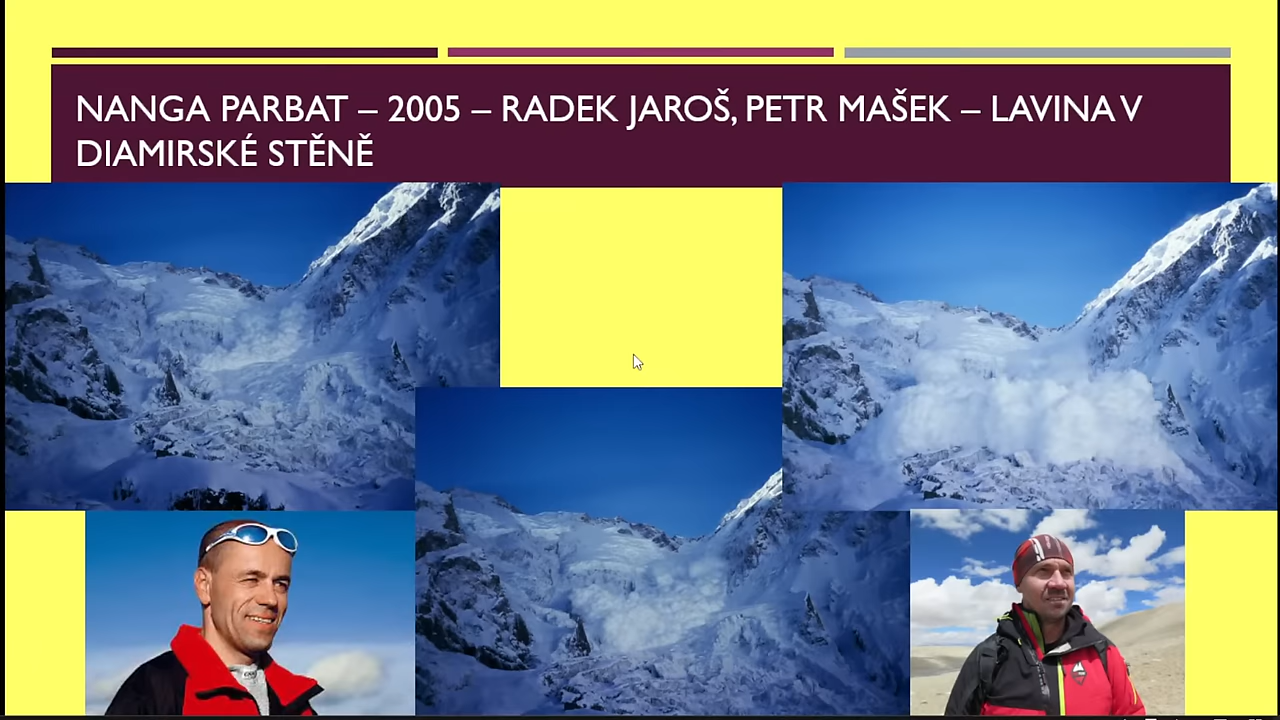 NANGA PARBAT – 2005 – RADEK JAROŠ, PETR MAŠEK – LAVINA V
DIAMIRSKÉ STĚNĚ